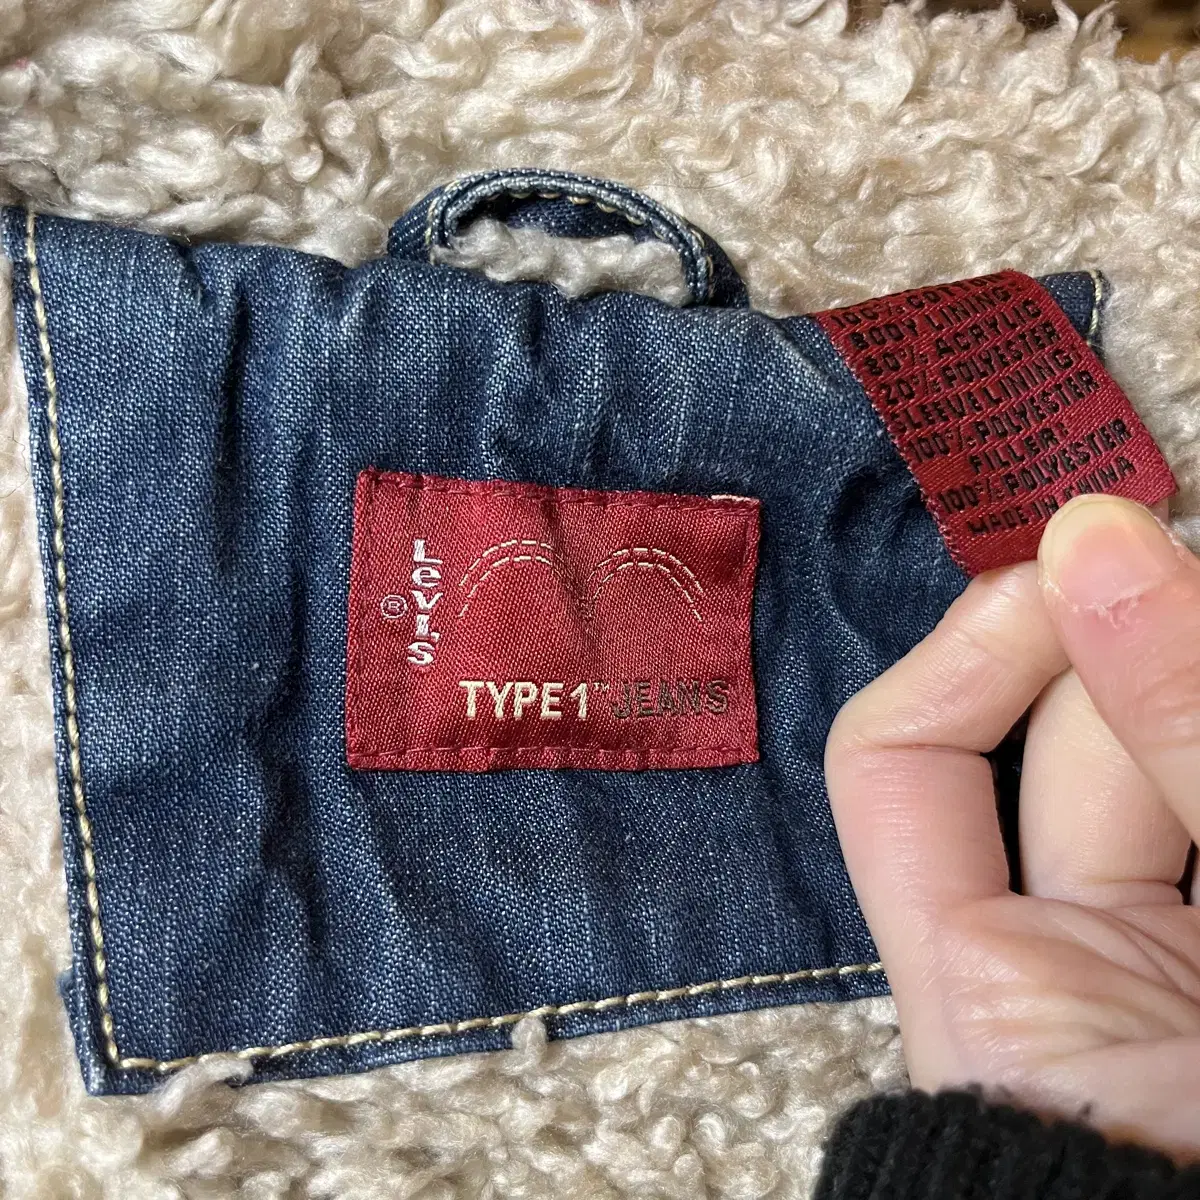 Levi's
®
TYPE 1™ JEANS
100% COTTON
BODY LINING:
80% ACRYLIC
20% POLYESTER
SLEEVE LINING:
100% POLYESTER
FILLER:
100% POLYESTER
MADE IN CHINA